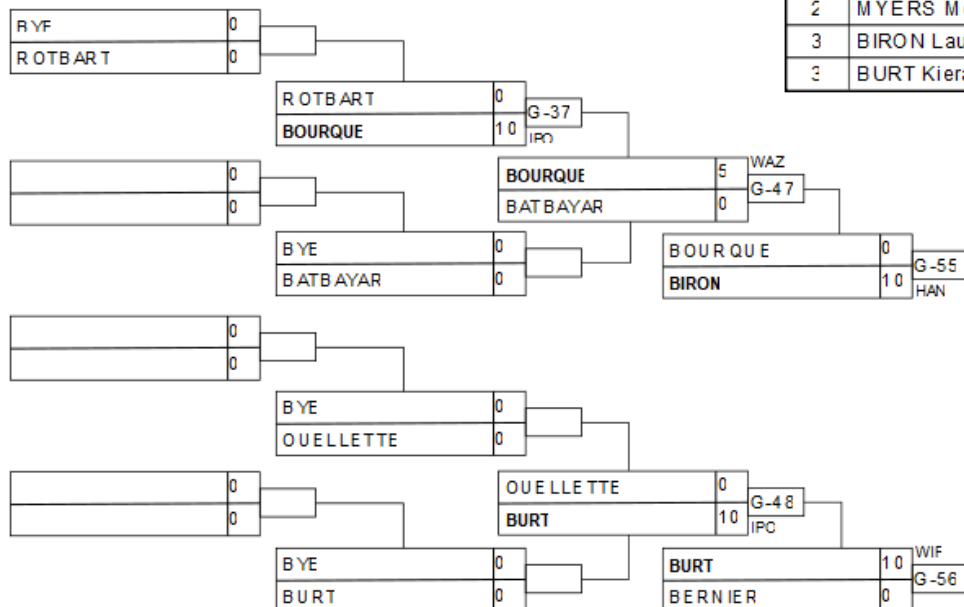 BYE 0
ROTBART 0
2 MYERS M
3 BIRON Lau
3 BURT Kiera
ROTBART 0
BOURQUE 10
G-37
IPO
0
0
BOURQUE 5
BATBAYAR 0
WAZ
G-47
BYE 0
BATBAYAR 0
BOURQUE 0
BIRON 10
G-55
HAN
0
0
BYE 0
OUELLETTE 0
0
0
OUELLETTE 0
BURT 10
G-48
IPO
BYE 0
BURT 0
BURT 10
BERNIER 0
WIF
G-56